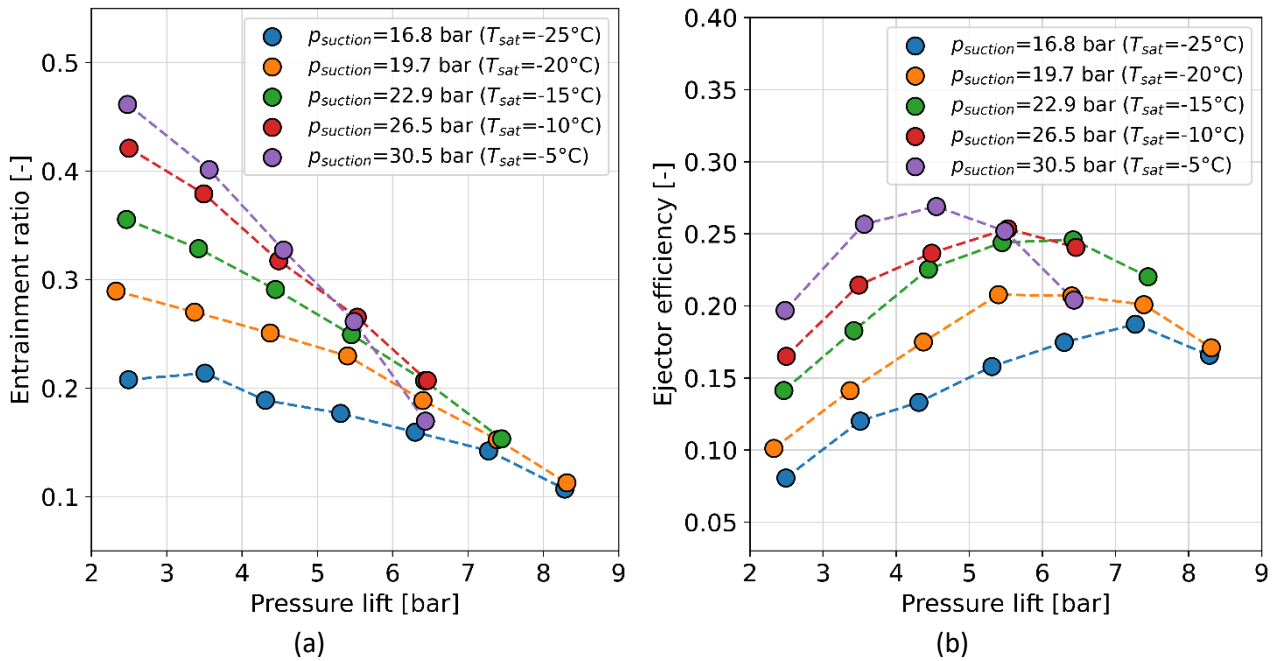 Entrainment ratio [-]
0.5
0.4
0.3
0.2
0.1
p_suction=16.8 bar (T_sat=-25°C)
p_suction=19.7 bar (T_sat=-20°C)
p_suction=22.9 bar (T_sat=-15°C)
p_suction=26.5 bar (T_sat=-10°C)
p_suction=30.5 bar (T_sat=-5°C)
2 3 4 5 6 7 8 9
Pressure lift [bar]
(a)
Ejector efficiency [-]
0.40
0.35
0.30
0.25
0.20
0.15
0.10
0.05
p_suction=16.8 bar (T_sat=-25°C)
p_suction=19.7 bar (T_sat=-20°C)
p_suction=22.9 bar (T_sat=-15°C)
p_suction=26.5 bar (T_sat=-10°C)
p_suction=30.5 bar (T_sat=-5°C)
2 3 4 5 6 7 8 9
Pressure lift [bar]
(b)